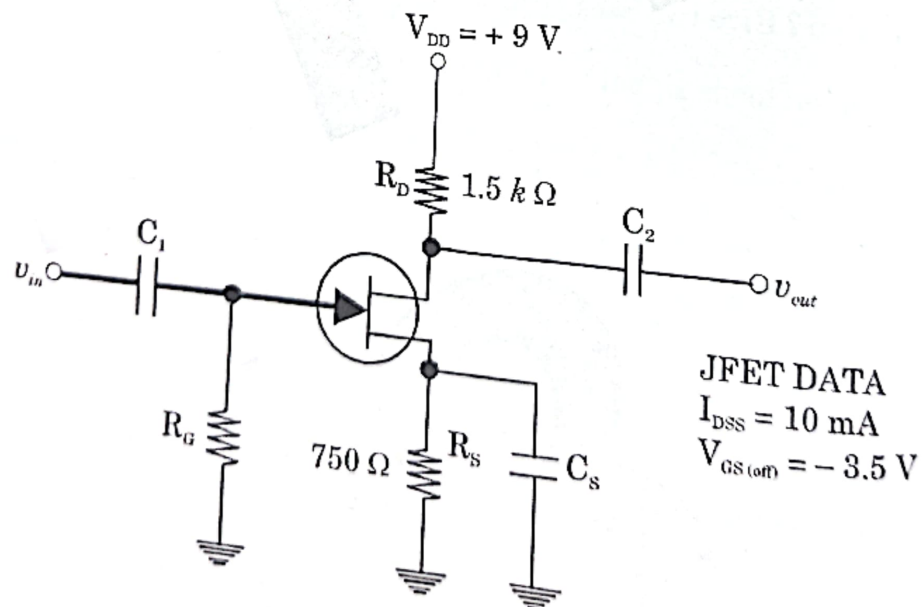 V_DD = + 9 V.
R_D 1.5 k Ω
C_1
C_2
v_in
v_out
JFET DATA
I_DSS = 10 mA
V_GS (off) = – 3.5 V
R_G
750 Ω R_S
C_S